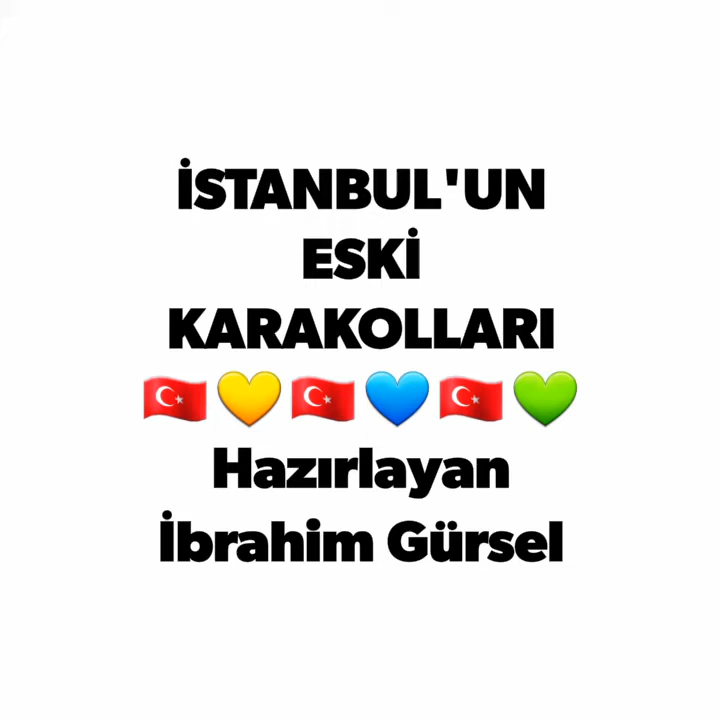 İSTANBUL'UN
ESKİ
KARAKOLLARI
🇹🇷💛🇹🇷💙🇹🇷💚
Hazırlayan
İbrahim Gürsel